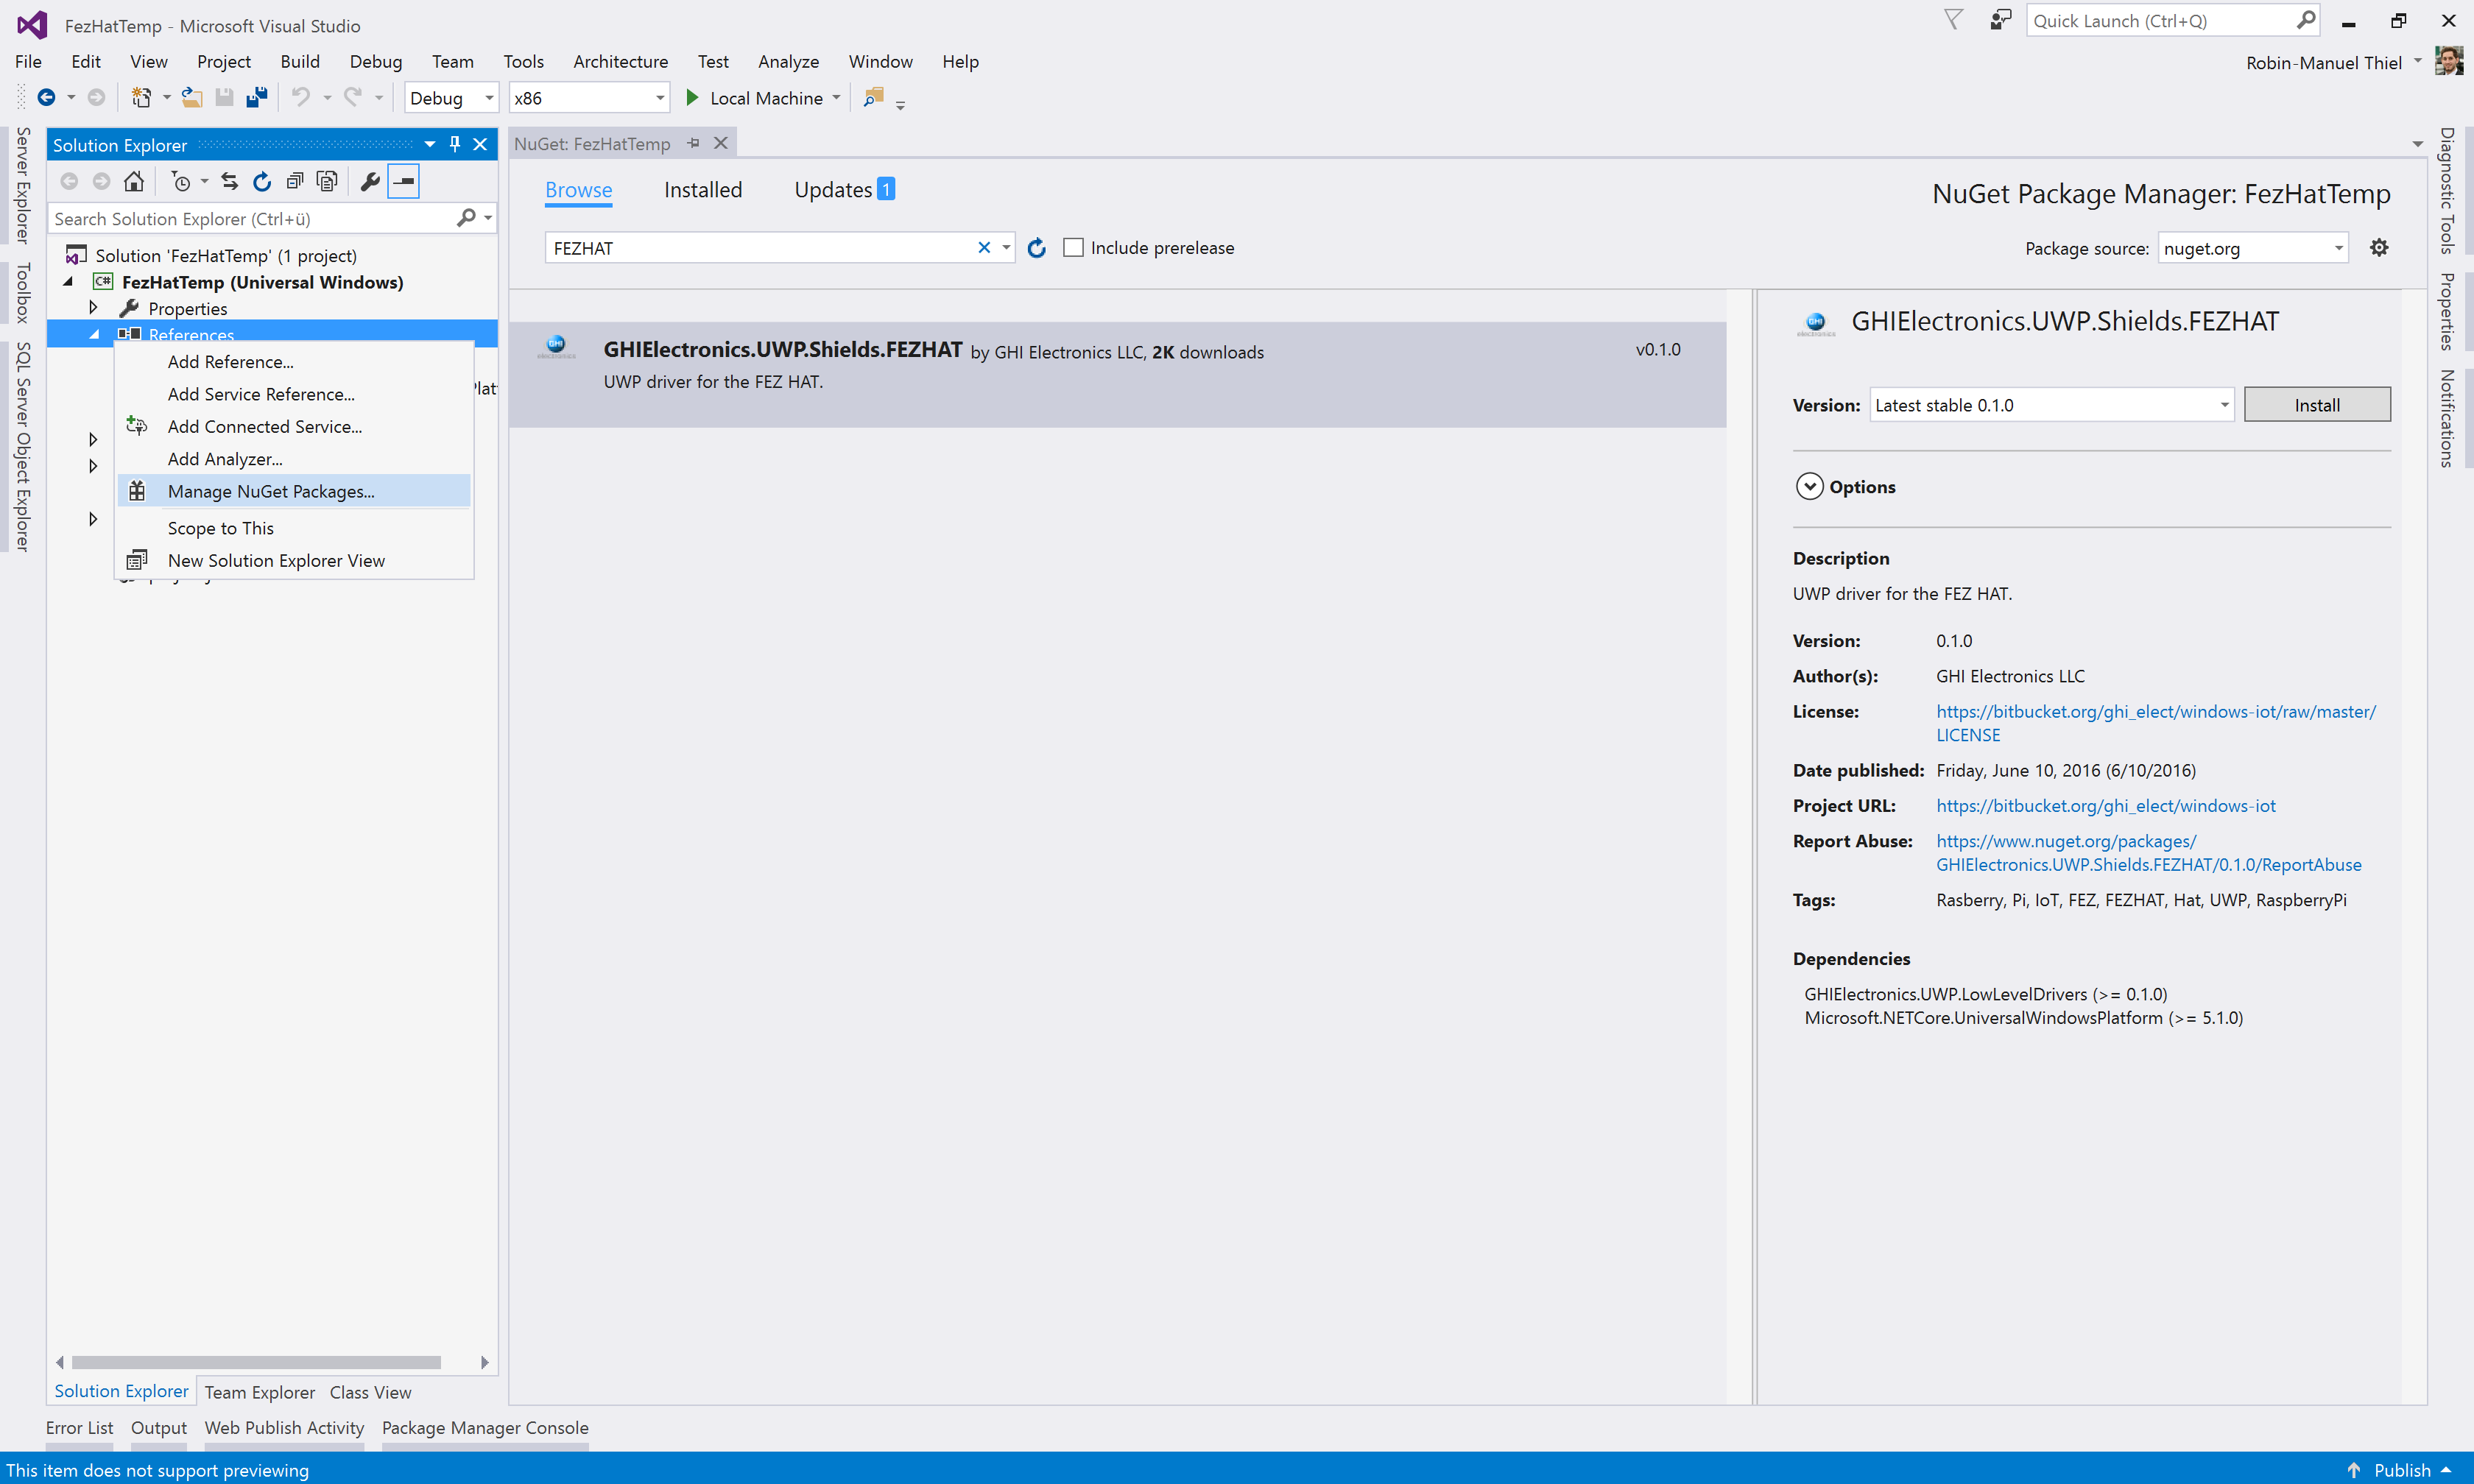 FezHatTemp - Microsoft Visual Studio
Quick Launch (Ctrl+Q)
File Edit View Project Build Debug Team Tools Architecture Test Analyze Window Help
Robin-Manuel Thiel
Debug x86 Local Machine
Server Explorer
Toolbox
SQL Server Object Explorer
Solution Explorer
Search Solution Explorer (Ctrl+ü)
Solution 'FezHatTemp' (1 project)
C# FezHatTemp (Universal Windows)
Properties
References
Add Reference...
Add Service Reference...
Add Connected Service...
Add Analyzer...
Manage NuGet Packages...
Scope to This
New Solution Explorer View
Solution Explorer Team Explorer Class View
NuGet: FezHatTemp
Browse Installed Updates 1
NuGet Package Manager: FezHatTemp
FEZHAT
Include prerelease
Package source: nuget.org
GHIElectronics.UWP.Shields.FEZHAT by GHI Electronics LLC, 2K downloads v0.1.0
UWP driver for the FEZ HAT.
GHIElectronics.UWP.Shields.FEZHAT
Version: Latest stable 0.1.0 Install
Options
Description
UWP driver for the FEZ HAT.
Version: 0.1.0
Author(s): GHI Electronics LLC
License: https://bitbucket.org/ghi_elect/windows-iot/raw/master/
LICENSE
Date published: Friday, June 10, 2016 (6/10/2016)
Project URL: https://bitbucket.org/ghi_elect/windows-iot
Report Abuse: https://www.nuget.org/packages/
GHIElectronics.UWP.Shields.FEZHAT/0.1.0/ReportAbuse
Tags: Rasberry, Pi, IoT, FEZ, FEZHAT, Hat, UWP, RaspberryPi
Dependencies
GHIElectronics.UWP.LowLevelDrivers (>= 0.1.0)
Microsoft.NETCore.UniversalWindowsPlatform (>= 5.1.0)
Diagnostic Tools
Properties
Notifications
Error List Output Web Publish Activity Package Manager Console
This item does not support previewing
Publish